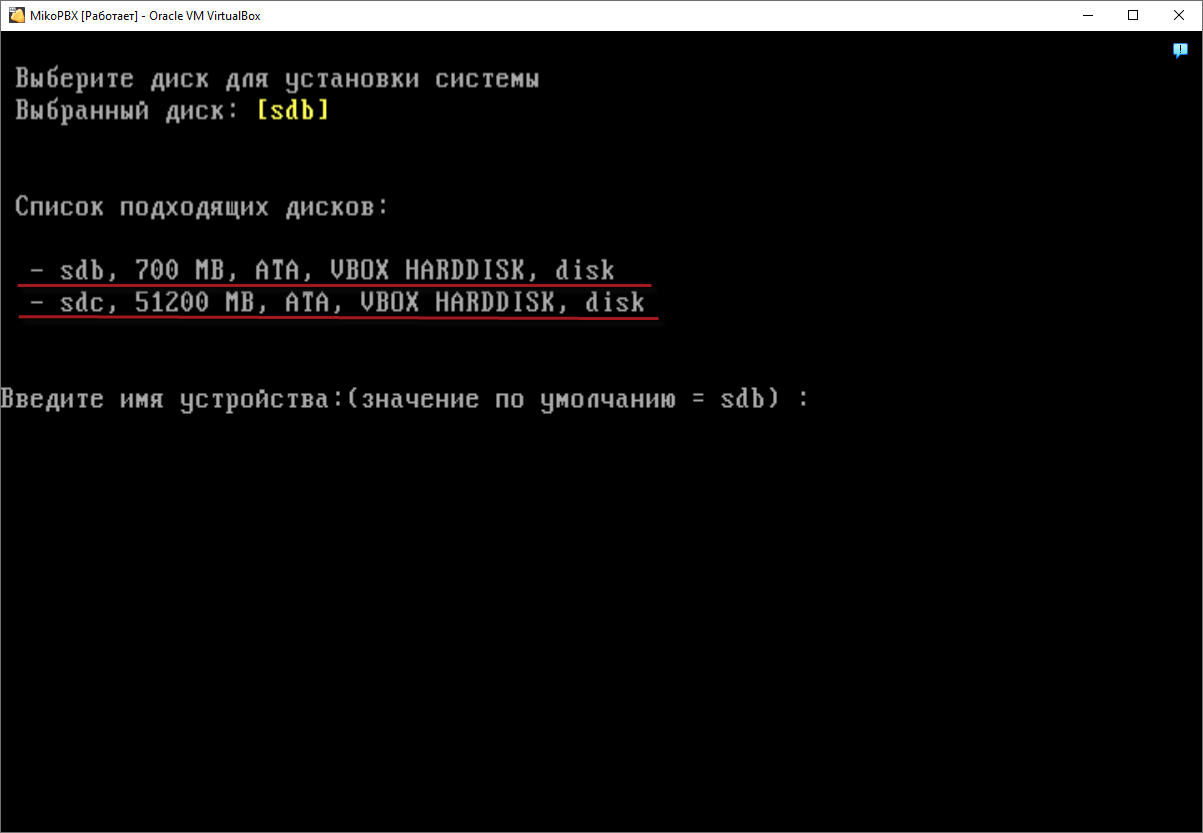 MikoPBX [Работает] - Oracle VM VirtualBox
Выберите диск для установки системы
Выбранный диск: [sdb]
Список подходящих дисков:
- sdb, 700 MB, ATA, VBOX HARDDISK, disk
- sdc, 51200 MB, ATA, VBOX HARDDISK, disk
Введите имя устройства:(значение по умолчанию = sdb) :